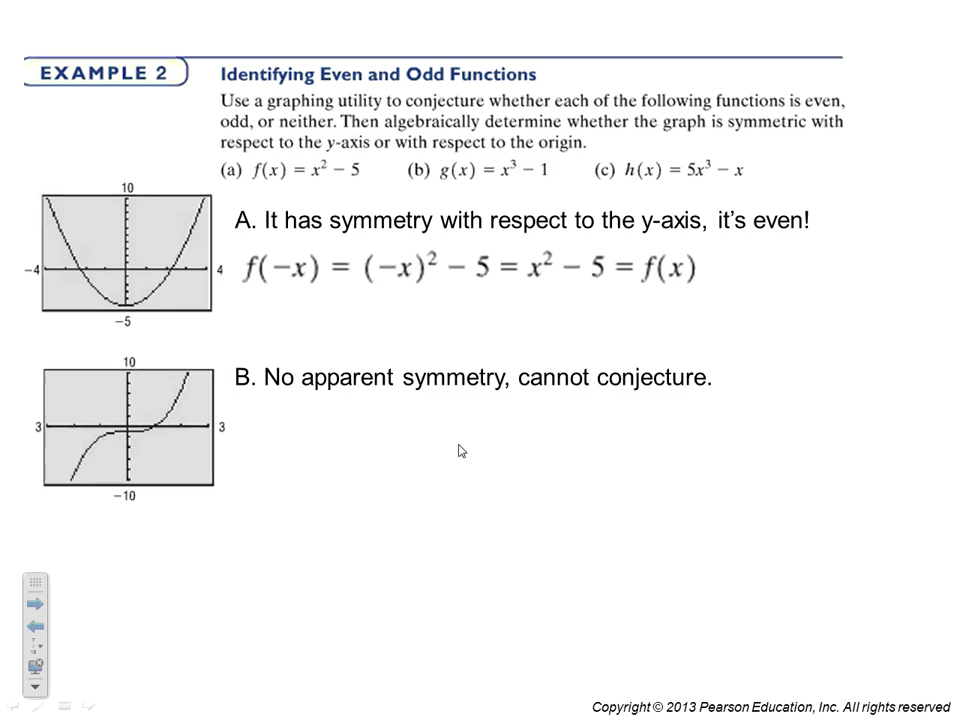 EXAMPLE 2
Identifying Even and Odd Functions
Use a graphing utility to conjecture whether each of the following functions is even,
odd, or neither. Then algebraically determine whether the graph is symmetric with
respect to the y-axis or with respect to the origin.
(a) f(x) = x² − 5 (b) g(x) = x³ − 1 (c) h(x) = 5x³ − x
10
−4
4
−5
A. It has symmetry with respect to the y-axis, it’s even!
f(−x) = (−x)² − 5 = x² − 5 = f(x)
10
3
3
−10
B. No apparent symmetry, cannot conjecture.
7
/
Copyright © 2013 Pearson Education, Inc. All rights reserved